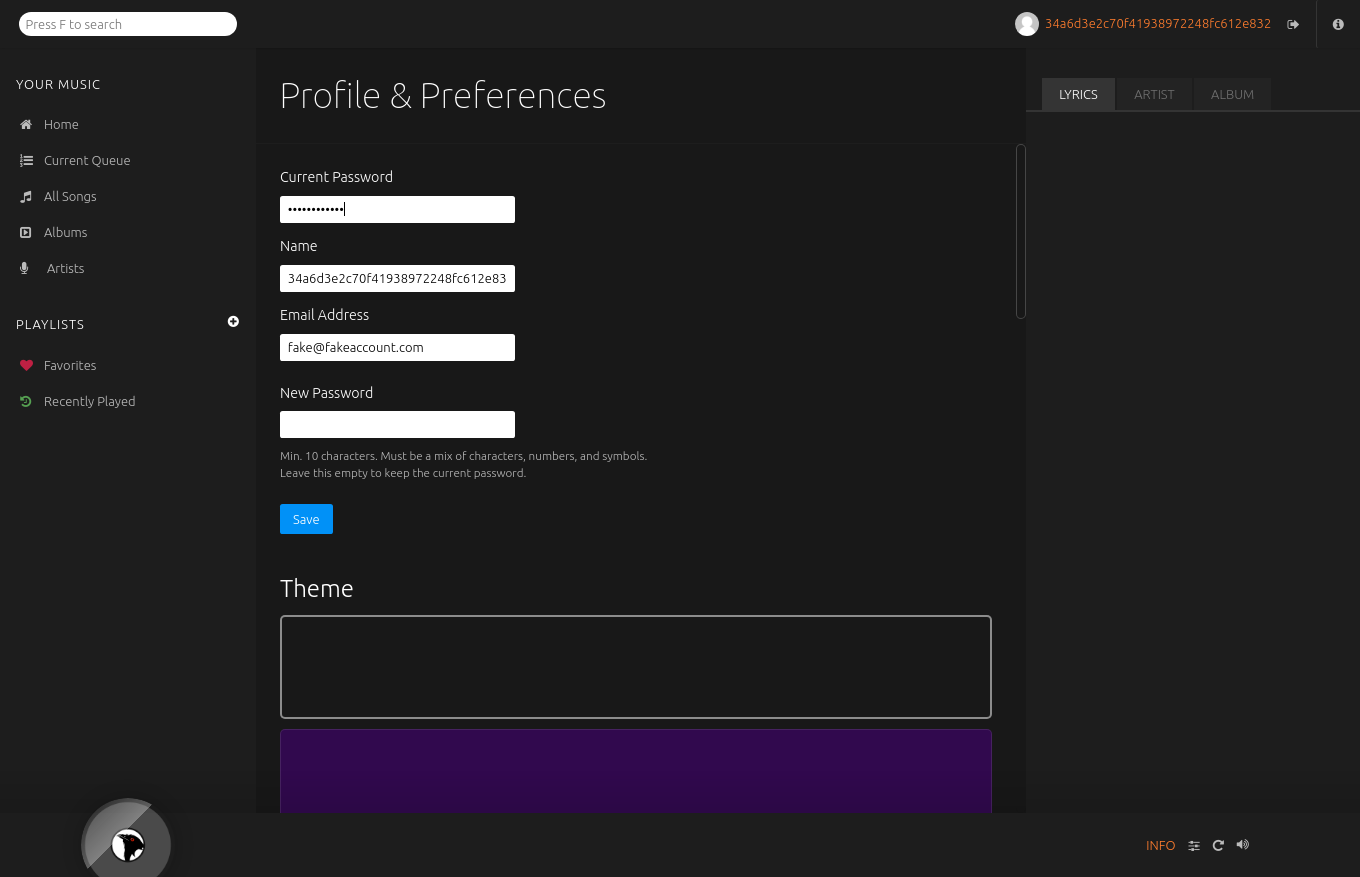 Press F to search
34a6d3e2c70f41938972248fc612e832
YOUR MUSIC
Home
Current Queue
All Songs
Albums
Artists
PLAYLISTS
Favorites
Recently Played
Profile & Preferences
Current Password
••••••••••••
Name
34a6d3e2c70f41938972248fc612e83
Email Address
fake@fakeaccount.com
New Password
Min. 10 characters. Must be a mix of characters, numbers, and symbols.
Leave this empty to keep the current password.
Save
Theme
LYRICS ARTIST ALBUM
INFO